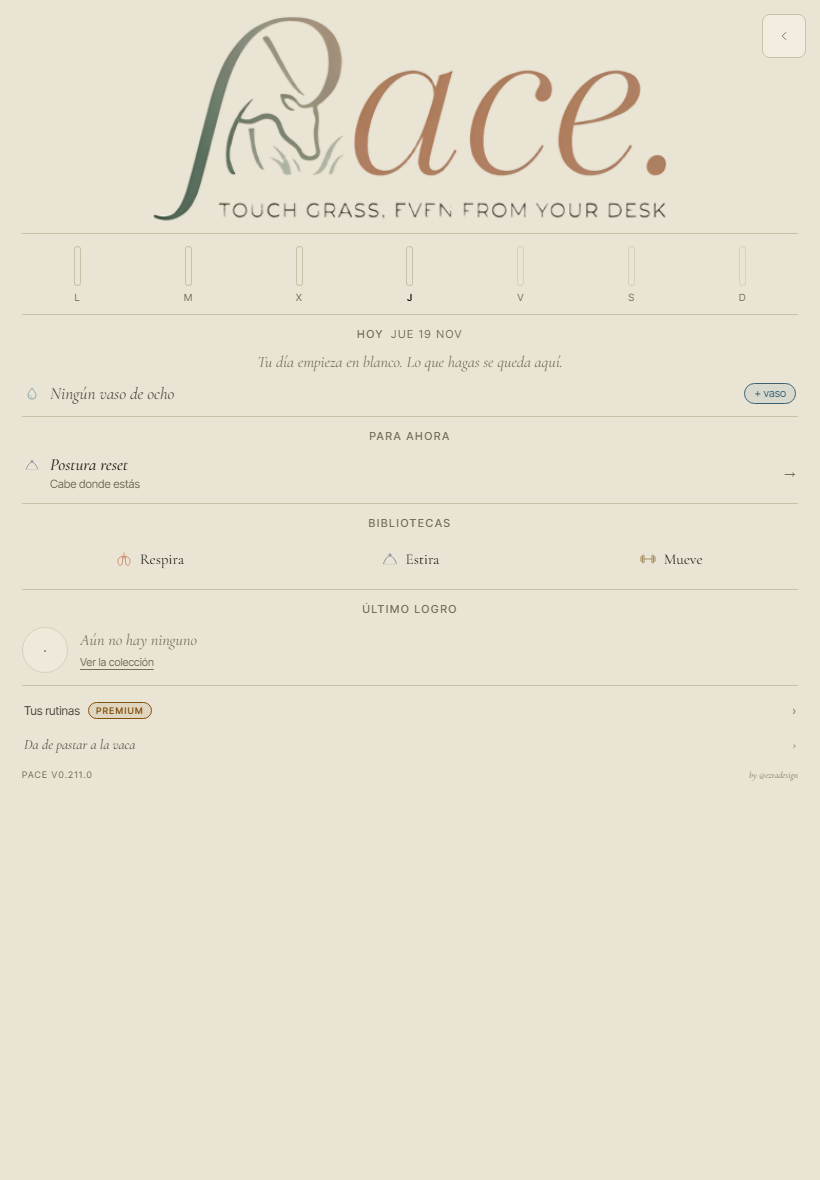 Pace.
TOUCH GRASS, EVEN FROM YOUR DESK
L M X J V S D
HOY JUE 19 NOV
Tu día empieza en blanco. Lo que hagas se queda aquí.
Ningún vaso de ocho
+ vaso
PARA AHORA
Postura reset
Cabe donde estás
→
BIBLIOTECAS
Respira Estira Mueve
ÚLTIMO LOGRO
Aún no hay ninguno
Ver la colección
Tus rutinas PREMIUM ›
Da de pastar a la vaca ›
PACE V0.211.0
by @ezradesign